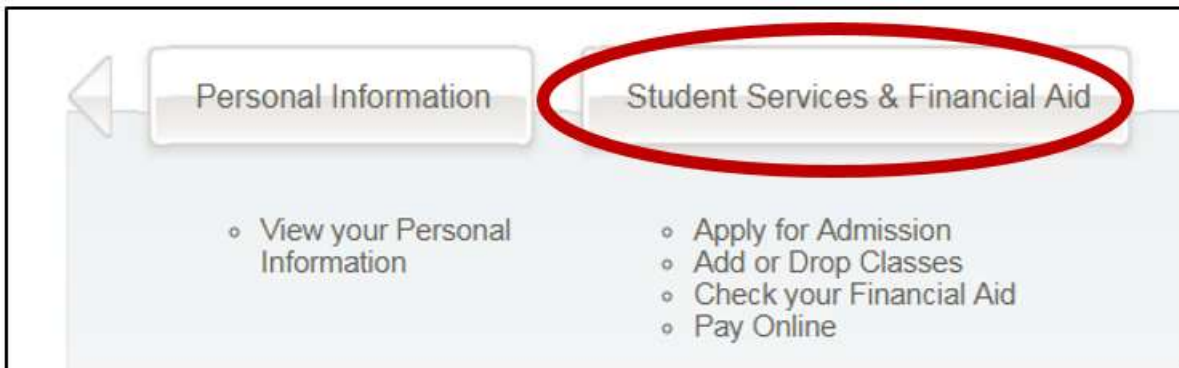 Personal Information
Student Services & Financial Aid
View your Personal
Information
Apply for Admission
Add or Drop Classes
Check your Financial Aid
Pay Online